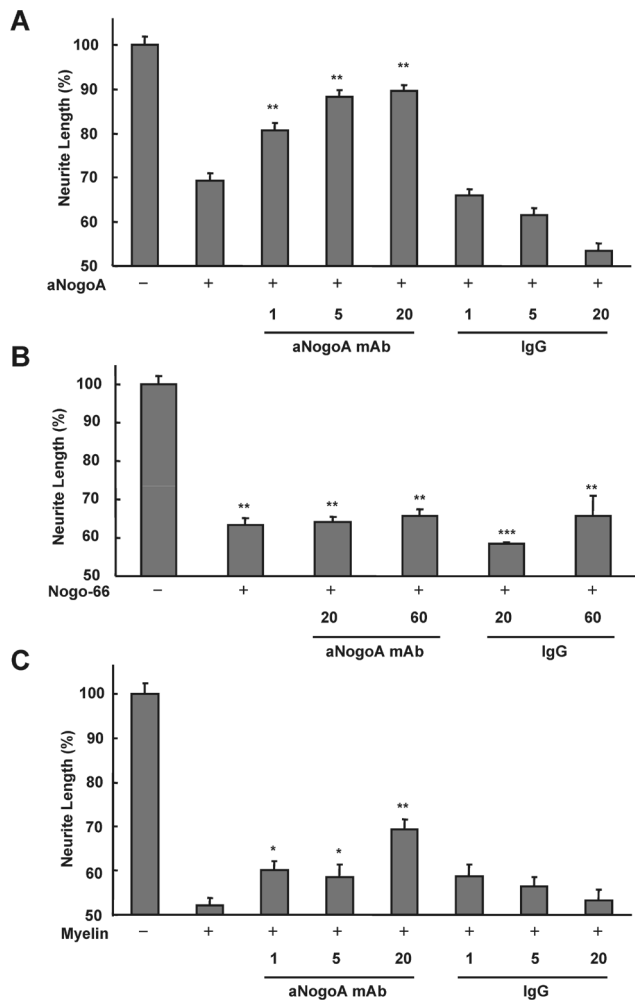 A
Neurite Length (%)
100
90
80
70
60
50
** ** **
aNogoA − + + + + + + +
1 5 20 1 5 20
aNogoA mAb IgG
B
Neurite Length (%)
100
90
80
70
60
50
** ** ** *** **
Nogo-66 − + + + + +
20 60 20 60
aNogoA mAb IgG
C
Neurite Length (%)
100
90
80
70
60
50
* * **
Myelin − + + + + + + +
1 5 20 1 5 20
aNogoA mAb IgG